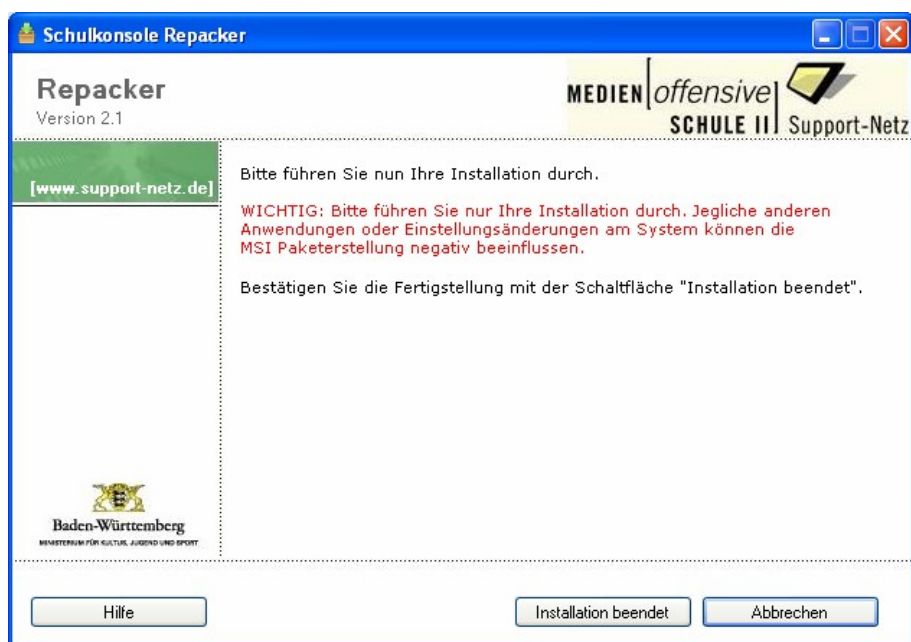 Schulkonsole Repacker
Repacker
Version 2.1
MEDIEN offensive
SCHULE II Support-Netz
[www.support-netz.de]
Bitte führen Sie nun Ihre Installation durch.
WICHTIG: Bitte führen Sie nur Ihre Installation durch. Jegliche anderen
Anwendungen oder Einstellungsänderungen am System können die
MSI Paketerstellung negativ beeinflussen.
Bestätigen Sie die Fertigstellung mit der Schaltfläche "Installation beendet".
Baden-Württemberg
MINISTERIUM FÜR KULTUS, JUGEND UND SPORT
Hilfe
Installation beendet
Abbrechen